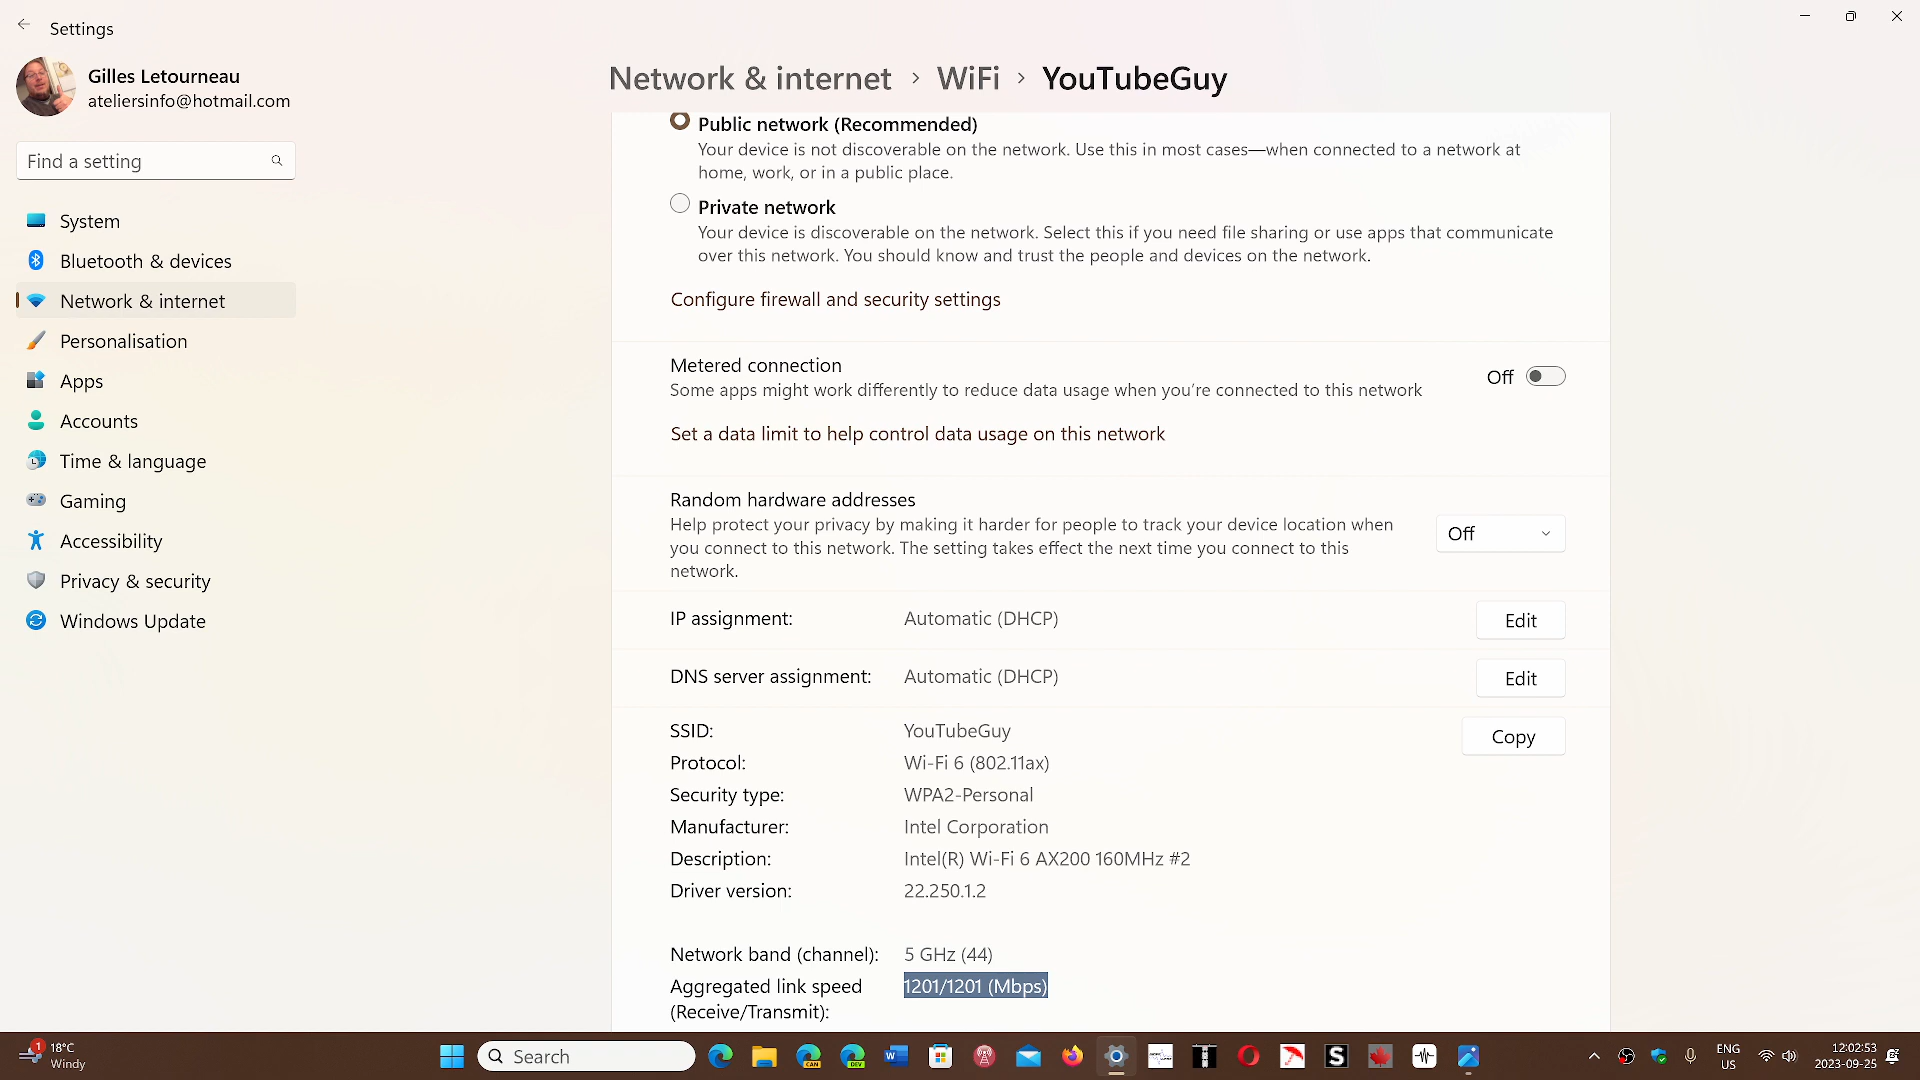 Settings
Gilles Letourneau
ateliersinfo@hotmail.com
Find a setting
System
Bluetooth & devices
Network & internet
Personalisation
Apps
Accounts
Time & language
Gaming
Accessibility
Privacy & security
Windows Update
Network & internet › WiFi › YouTubeGuy
Public network (Recommended)
Your device is not discoverable on the network. Use this in most cases—when connected to a network at
home, work, or in a public place.
Private network
Your device is discoverable on the network. Select this if you need file sharing or use apps that communicate
over this network. You should know and trust the people and devices on the network.
Configure firewall and security settings
Metered connection
Some apps might work differently to reduce data usage when you're connected to this network
Off
Set a data limit to help control data usage on this network
Random hardware addresses
Help protect your privacy by making it harder for people to track your device location when
you connect to this network. The setting takes effect the next time you connect to this
network.
Off
IP assignment: Automatic (DHCP) Edit
DNS server assignment: Automatic (DHCP) Edit
SSID: YouTubeGuy Copy
Protocol: Wi-Fi 6 (802.11ax)
Security type: WPA2-Personal
Manufacturer: Intel Corporation
Description: Intel(R) Wi-Fi 6 AX200 160MHz #2
Driver version: 22.250.1.2
Network band (channel): 5 GHz (44)
Aggregated link speed 1201/1201 (Mbps)
(Receive/Transmit):
1
18°C
Windy
Search
CAN
DEV
W
S
ENG
US
12:02:53
2023-09-25